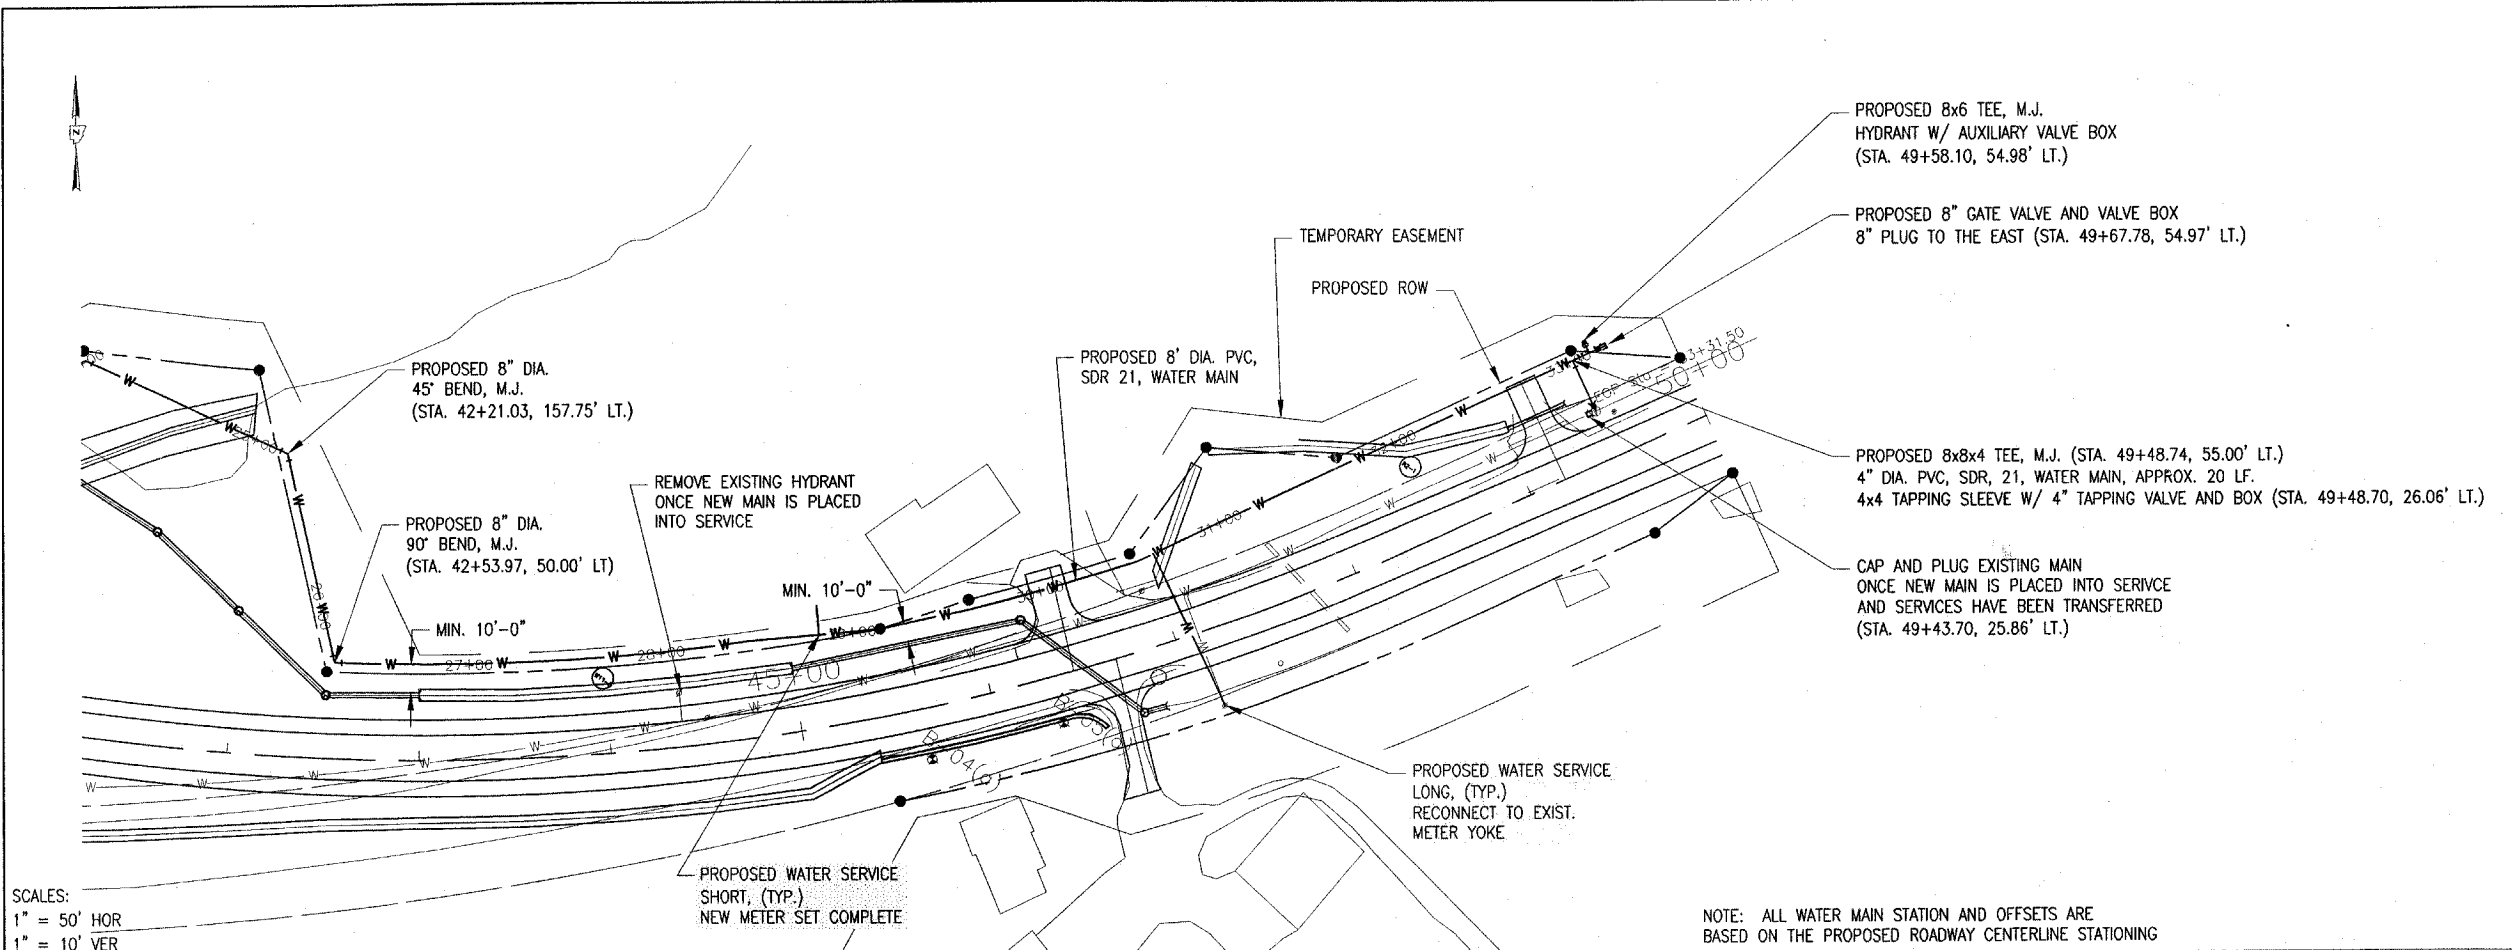 PROPOSED 8x6 TEE, M.J.
HYDRANT W/ AUXILIARY VALVE BOX
(STA. 49+58.10, 54.98' LT.)
PROPOSED 8" GATE VALVE AND VALVE BOX
8" PLUG TO THE EAST (STA. 49+67.78, 54.97' LT.)
TEMPORARY EASEMENT
PROPOSED ROW
PROPOSED 8' DIA. PVC,
SDR 21, WATER MAIN
PROPOSED 8" DIA.
45° BEND, M.J.
(STA. 42+21.03, 157.75' LT.)
REMOVE EXISTING HYDRANT
ONCE NEW MAIN IS PLACED
INTO SERVICE
PROPOSED 8" DIA.
90° BEND, M.J.
(STA. 42+53.97, 50.00' LT)
MIN. 10'-0"
MIN. 10'-0"
PROPOSED 8x8x4 TEE, M.J. (STA. 49+48.74, 55.00' LT.)
4" DIA. PVC, SDR, 21, WATER MAIN, APPROX. 20 LF.
4x4 TAPPING SLEEVE W/ 4" TAPPING VALVE AND BOX (STA. 49+48.70, 26.06' LT.)
CAP AND PLUG EXISTING MAIN
ONCE NEW MAIN IS PLACED INTO SERIVCE
AND SERVICES HAVE BEEN TRANSFERRED
(STA. 49+43.70, 25.86' LT.)
27+00
28+00
31+00
45+00
50+00
PROPOSED WATER SERVICE
LONG, (TYP.)
RECONNECT TO EXIST.
METER YOKE
PROPOSED WATER SERVICE
SHORT, (TYP.)
NEW METER SET COMPLETE
SCALES:
1" = 50' HOR
1" = 10' VER
NOTE: ALL WATER MAIN STATION AND OFFSETS ARE
BASED ON THE PROPOSED ROADWAY CENTERLINE STATIONING